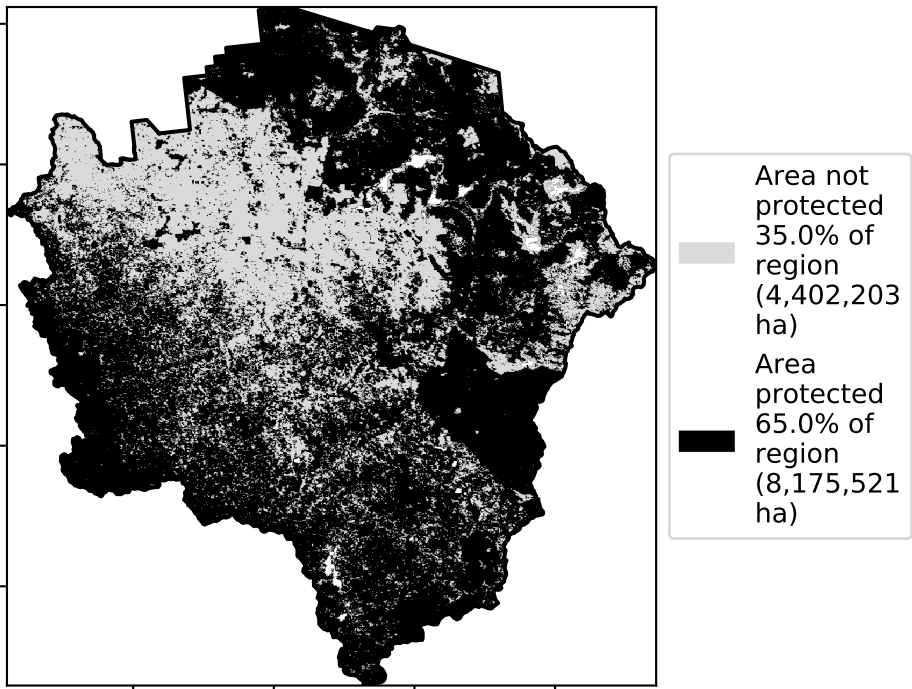 Area not
protected
35.0% of
region
(4,402,203
ha)
Area
protected
65.0% of
region
(8,175,521
ha)